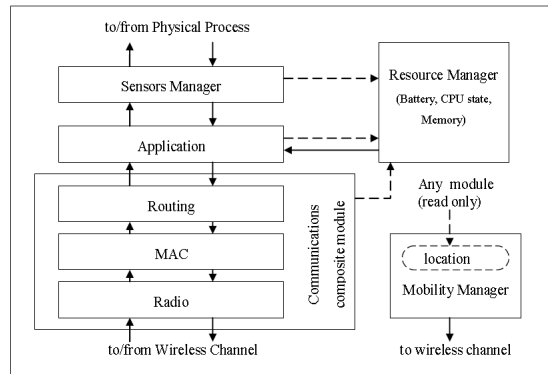 to/from Physical Process
Sensors Manager
Resource Manager
(Battery, CPU state,
Memory)
Application
Any module
(read only)
Routing
MAC
Radio
Communications
composite module
location
Mobility Manager
to/from Wireless Channel
to wireless channel